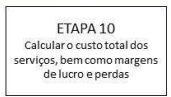 ETAPA 10
Calcular o custo total dos
serviços, bem como margens
de lucro e perdas